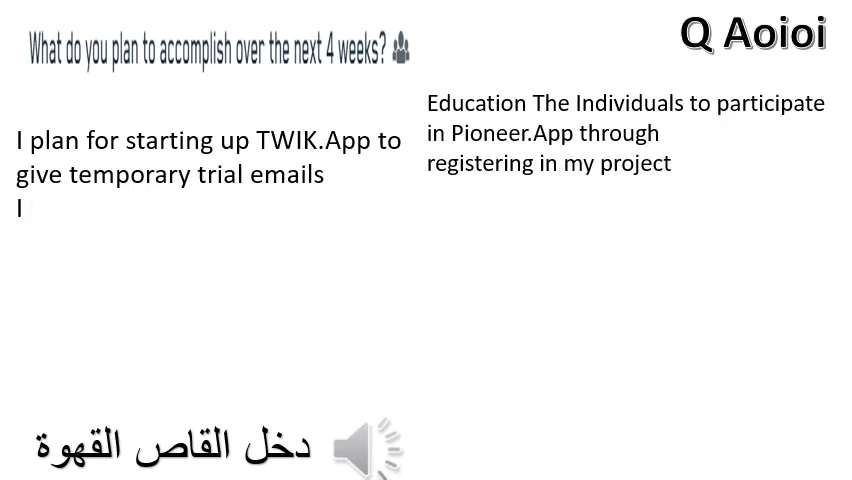 What do you plan to accomplish over the next 4 weeks?
Q Aoioi
I plan for starting up TWIK.App to
give temporary trial emails
I
Education The Individuals to participate
in Pioneer.App through
registering in my project
دخل القاص القهوة